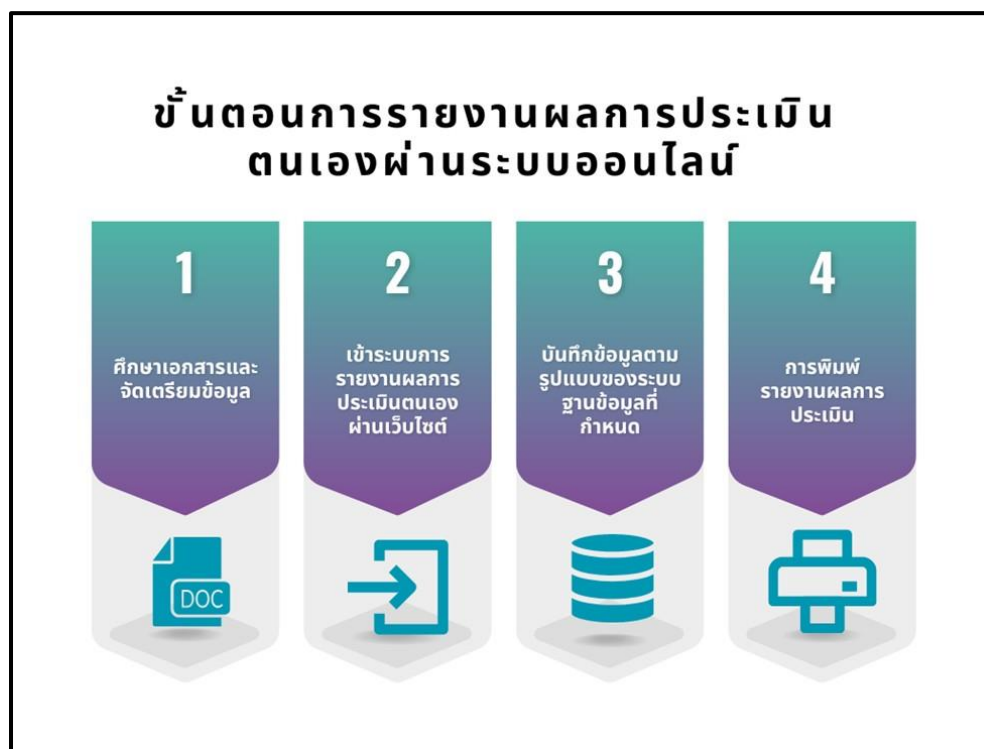 ขั้นตอนการรายงานผลการประเมิน
ตนเองผ่านระบบออนไลน์
1
ศึกษาเอกสารและ
จัดเตรียมข้อมูล
DOC
2
เข้าระบบการ
รายงานผลการ
ประเมินตนเอง
ผ่านเว็บไซต์
3
บันทึกข้อมูลตาม
รูปแบบของระบบ
ฐานข้อมูลที่
กำหนด
4
การพิมพ์
รายงานผลการ
ประเมิน